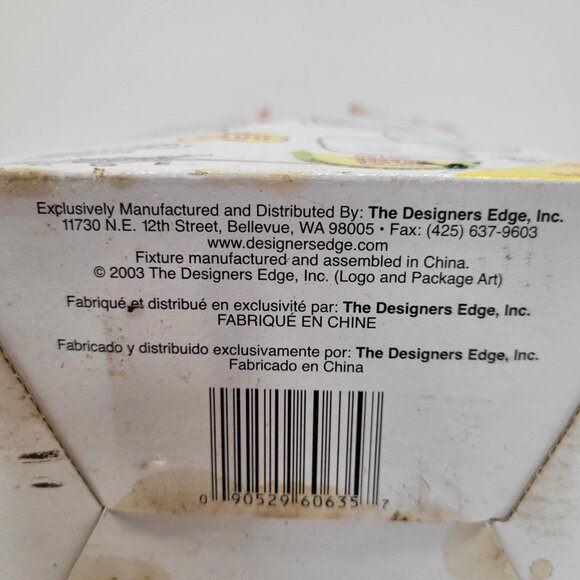 Exclusively Manufactured and Distributed By: The Designers Edge, Inc.
11730 N.E. 12th Street, Bellevue, WA 98005 • Fax: (425) 637-9603
www.designersedge.com
Fixture manufactured and assembled in China.
© 2003 The Designers Edge, Inc. (Logo and Package Art)
Fabriqué et distribué en exclusivité par: The Designers Edge, Inc.
FABRIQUÉ EN CHINE
Fabricado y distribuido exclusivamente por: The Designers Edge, Inc.
Fabricado en China
0 90529 60635 7